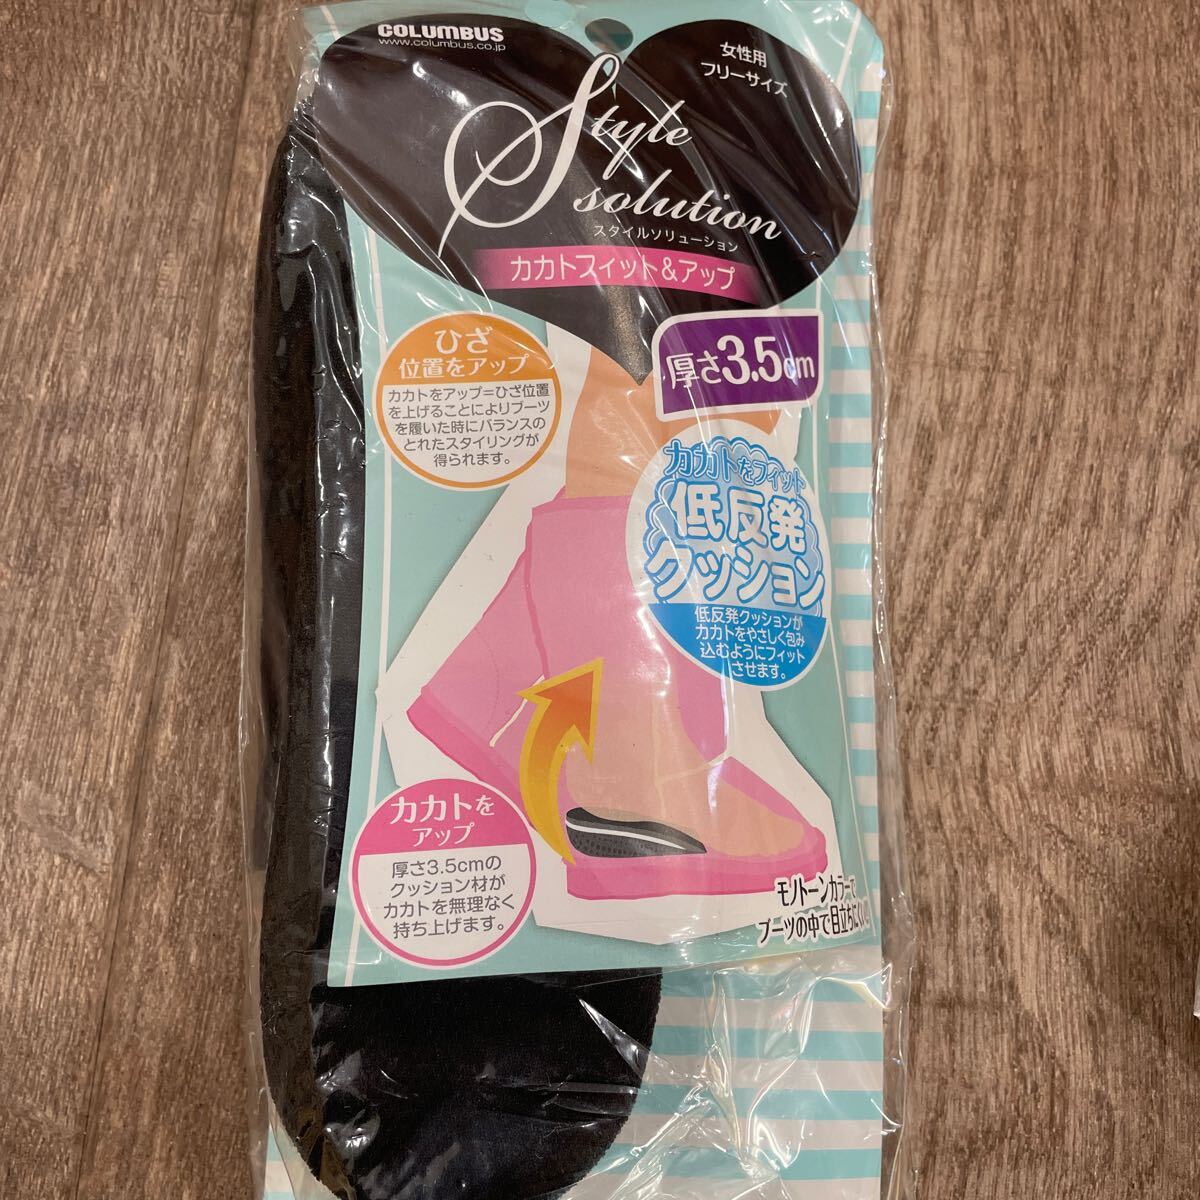 COLUMBUS
www.columbus.co.jp
女性用
フリーサイズ
Style
solution
スタイルソリューション
カカトフィット&アップ
厚さ3.5cm
ひざ
位置をアップ
カカトをアップ=ひざ位置
を上げることによりブーツ
を履いた時にバランスの
とれたスタイリングが
得られます。
カカトをフィット
低反発
クッション
低反発クッションが
カカトをやさしく包み
込むようにフィット
させます。
カカトを
アップ
厚さ3.5cmの
クッション材が
カカトを無理なく
持ち上げます。
モノトーンカラーで
ブーツの中で目立ちにくい